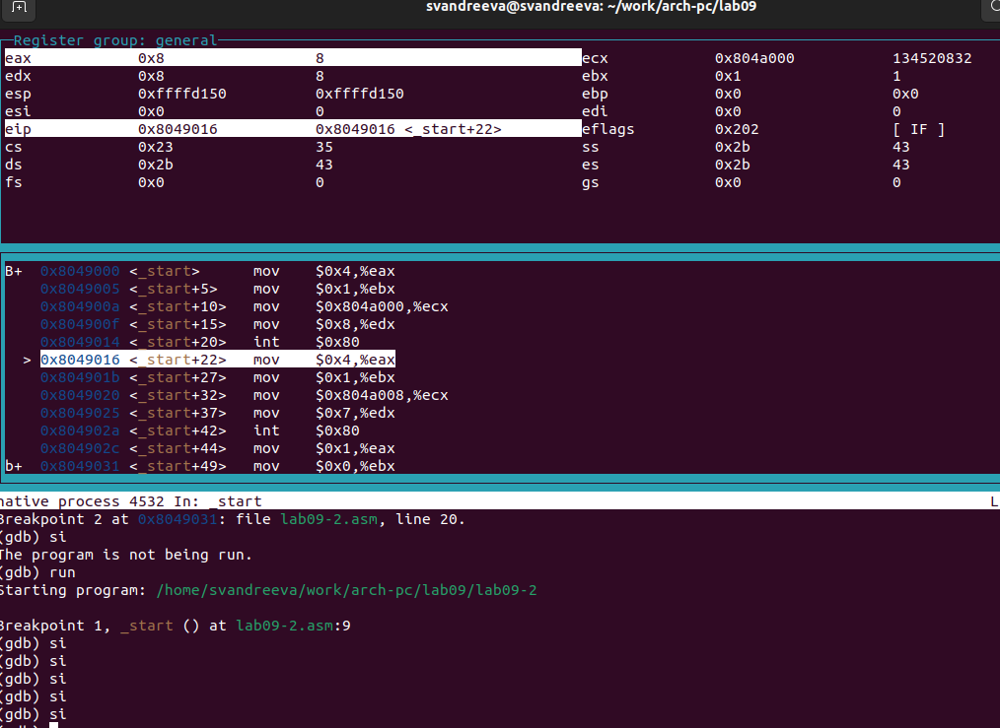 svandreeva@svandreeva: ~/work/arch-pc/lab09
Register group: general
eax 0x8 8 ecx 0x804a000 134520832
edx 0x8 8 ebx 0x1 1
esp 0xffffd150 0xffffd150 ebp 0x0 0x0
esi 0x0 0 edi 0x0 0
eip 0x8049016 0x8049016 <_start+22> eflags 0x202 [ IF ]
cs 0x23 35 ss 0x2b 43
ds 0x2b 43 es 0x2b 43
fs 0x0 0 gs 0x0 0
B+ 0x8049000 <_start> mov $0x4,%eax
0x8049005 <_start+5> mov $0x1,%ebx
0x804900a <_start+10> mov $0x804a000,%ecx
0x804900f <_start+15> mov $0x8,%edx
0x8049014 <_start+20> int $0x80
> 0x8049016 <_start+22> mov $0x4,%eax
0x804901b <_start+27> mov $0x1,%ebx
0x8049020 <_start+32> mov $0x804a008,%ecx
0x8049025 <_start+37> mov $0x7,%edx
0x804902a <_start+42> int $0x80
0x804902c <_start+44> mov $0x1,%eax
b+ 0x8049031 <_start+49> mov $0x0,%ebx
native process 4532 In: _start L
Breakpoint 2 at 0x8049031: file lab09-2.asm, line 20.
(gdb) si
The program is not being run.
(gdb) run
Starting program: /home/svandreeva/work/arch-pc/lab09/lab09-2
Breakpoint 1, _start () at lab09-2.asm:9
(gdb) si
(gdb) si
(gdb) si
(gdb) si
(gdb) si